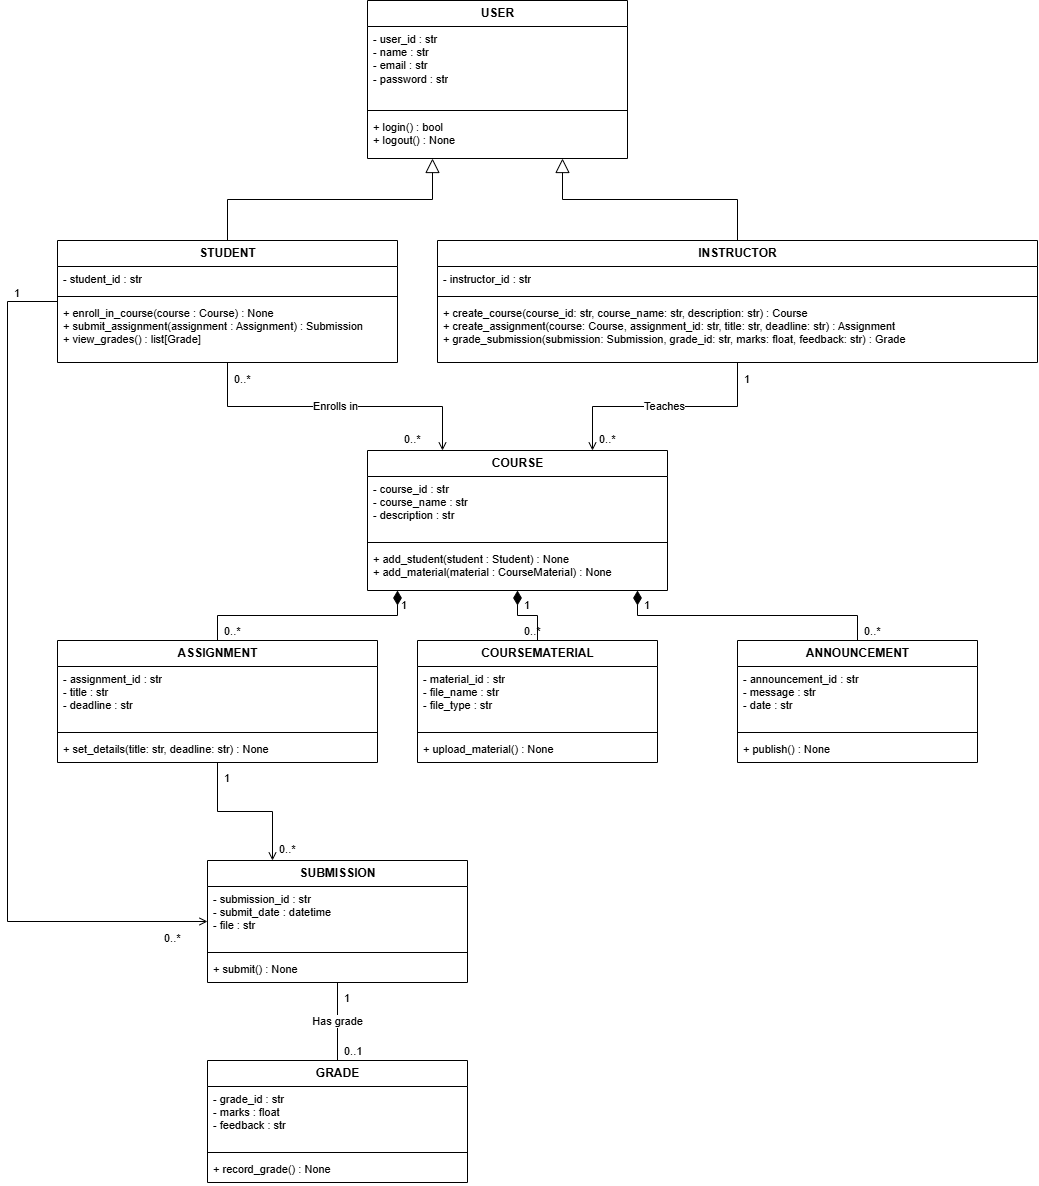 USER
- user_id : str
- name : str
- email : str
- password : str
+ login() : bool
+ logout() : None
STUDENT
- student_id : str
+ enroll_in_course(course : Course) : None
+ submit_assignment(assignment : Assignment) : Submission
+ view_grades() : list[Grade]
INSTRUCTOR
- instructor_id : str
+ create_course(course_id: str, course_name: str, description: str) : Course
+ create_assignment(course: Course, assignment_id: str, title: str, deadline: str) : Assignment
+ grade_submission(submission: Submission, grade_id: str, marks: float, feedback: str) : Grade
1
0..*
Enrolls in
0..*
1
Teaches
0..*
COURSE
- course_id : str
- course_name : str
- description : str
+ add_student(student : Student) : None
+ add_material(material : CourseMaterial) : None
1
1
1
0..*
0..*
0..*
ASSIGNMENT
- assignment_id : str
- title : str
- deadline : str
+ set_details(title: str, deadline: str) : None
COURSEMATERIAL
- material_id : str
- file_name : str
- file_type : str
+ upload_material() : None
ANNOUNCEMENT
- announcement_id : str
- message : str
- date : str
+ publish() : None
1
0..*
SUBMISSION
- submission_id : str
- submit_date : datetime
- file : str
+ submit() : None
0..*
1
Has grade
0..1
GRADE
- grade_id : str
- marks : float
- feedback : str
+ record_grade() : None